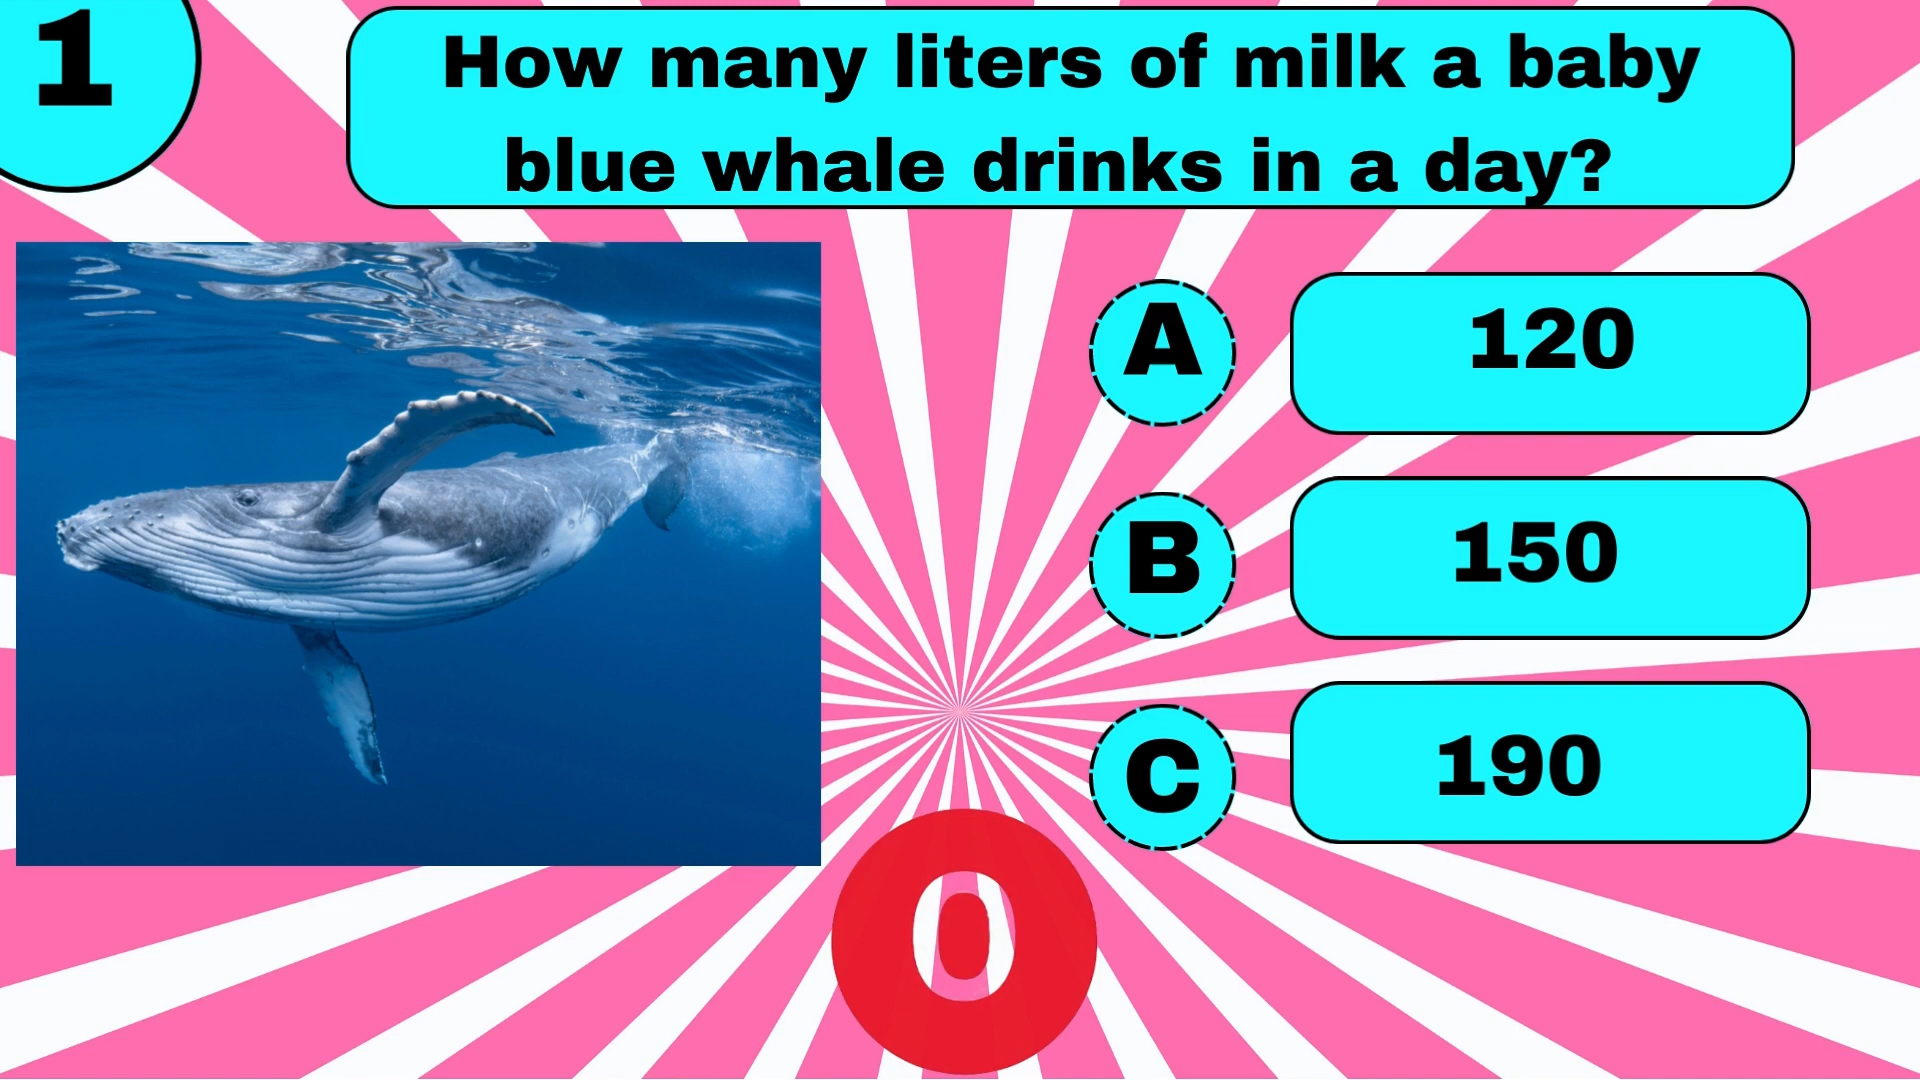 1
How many liters of milk a baby
blue whale drinks in a day?
A
120
B
150
C
190
0